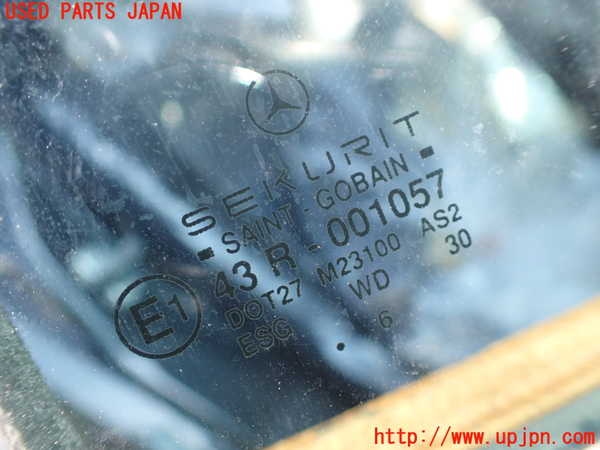 USED PARTS JAPAN
SEKURIT
▪ SAINT - GOBAIN ▪
E1 43 R - 001057
DOT27 M23100 AS2
ESG WD 30
• 6
http://www.upjpn.com/